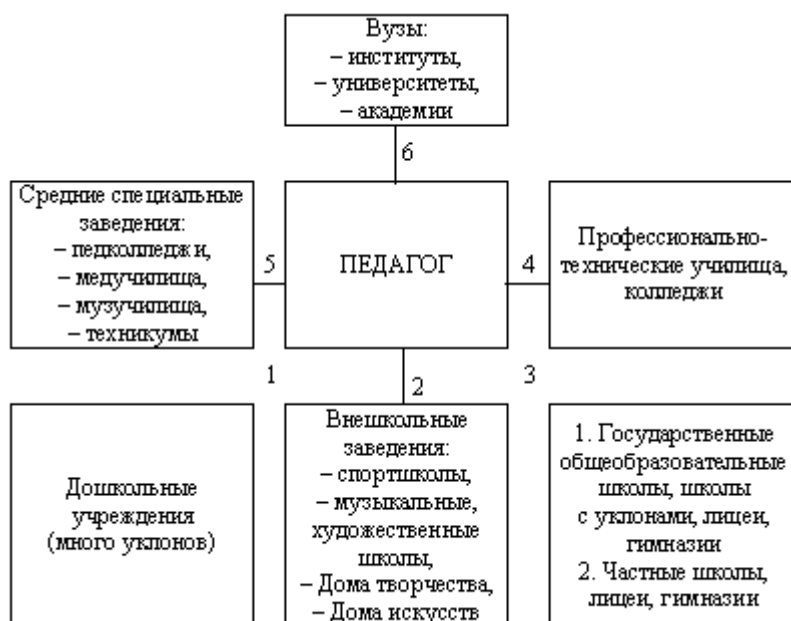 Вузы:
– институты,
– университеты,
– академии
6
Средние специальные
заведения:
– педколледжи,
– медучилища,
– музучилища,
– техникумы
5
ПЕДАГОГ
4
Профессионально-
технические училища,
колледжи
1
2
3
Дошкольные
учреждения
(много уклонов)
Внешкольные
заведения:
– спортшколы,
– музыкальные,
художественные
школы,
– Дома творчества,
– Дома искусств
1. Государственные
общеобразовательные
школы, школы
с уклонами, лицеи,
гимназии
2. Частные школы,
лицеи, гимназии